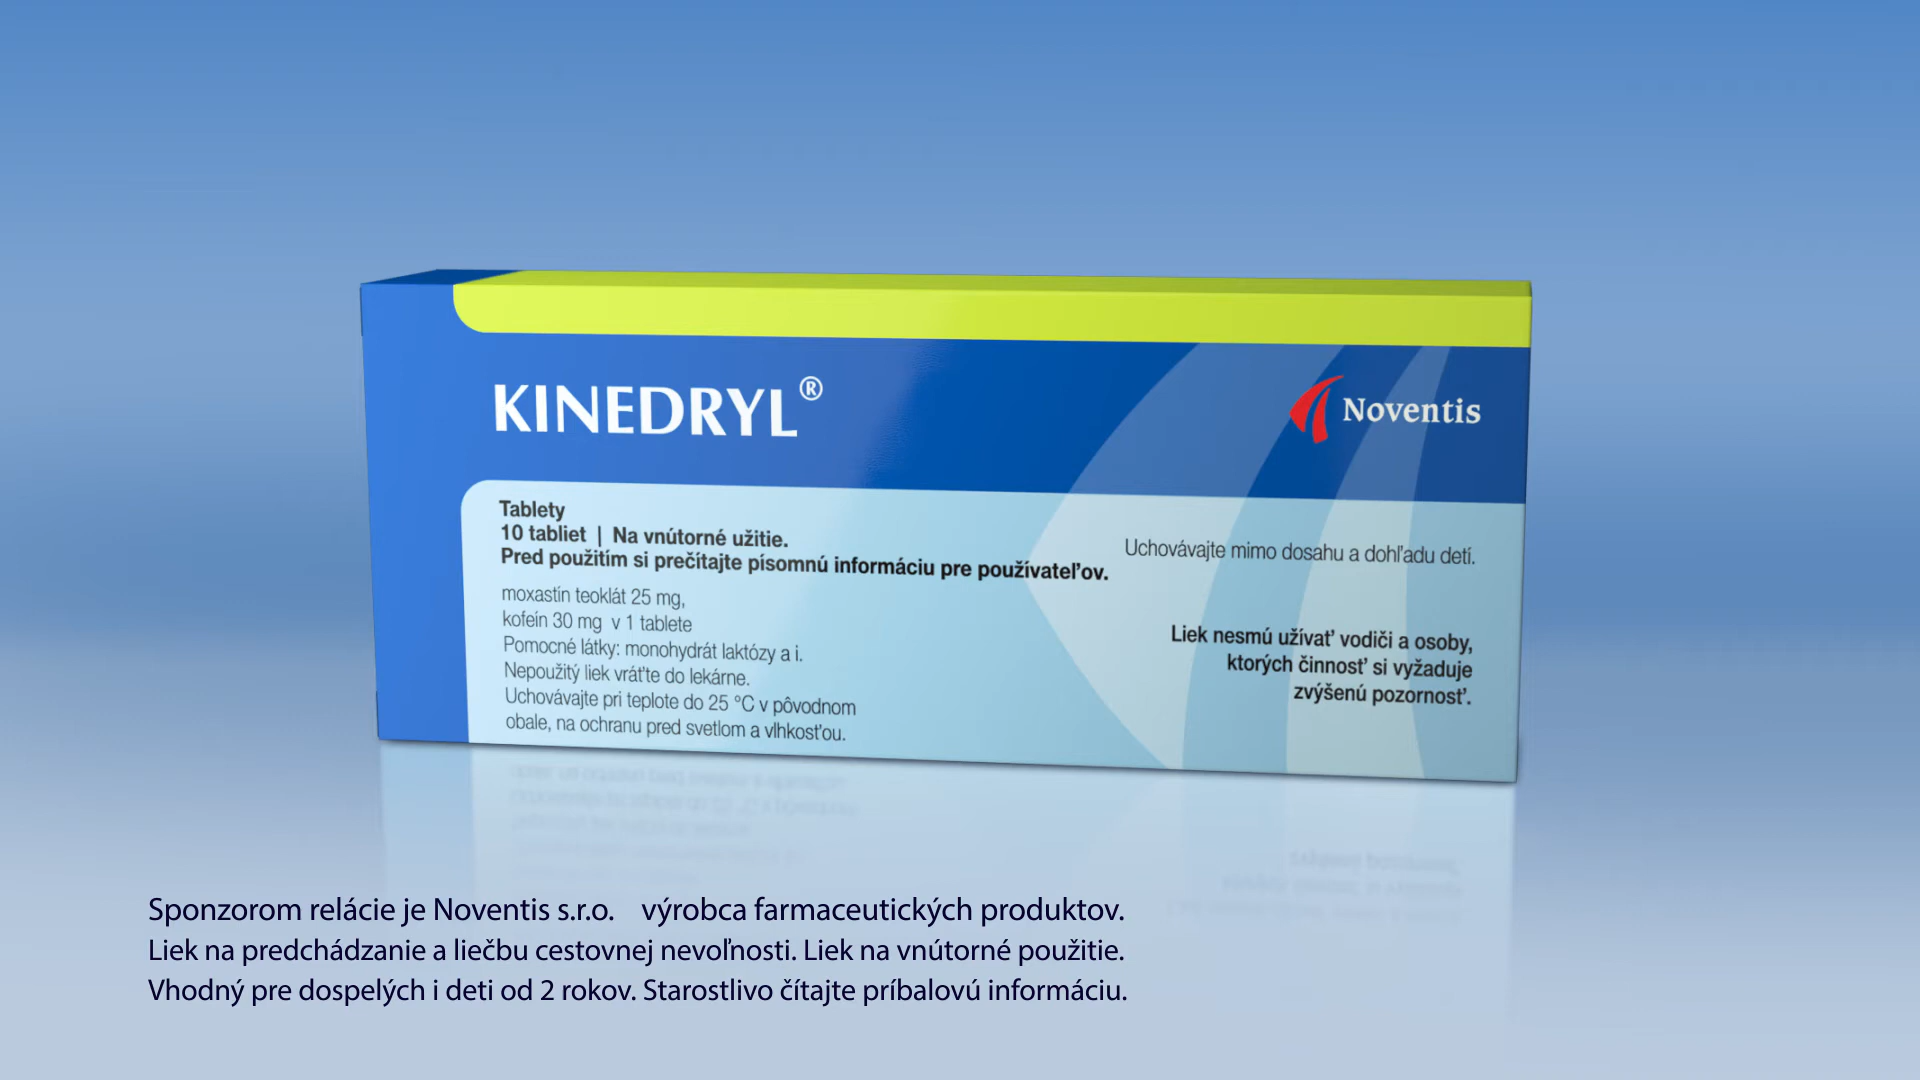 KINEDRYL®
Noventis
Tablety
10 tabliet | Na vnútorné užitie.
Pred použitím si prečítajte písomnú informáciu pre používateľov.
moxastín teoklát 25 mg,
kofeín 30 mg v 1 tablete
Pomocné látky: monohydrát laktózy a i.
Nepoužitý liek vráťte do lekárne.
Uchovávajte pri teplote do 25 °C v pôvodnom
obale, na ochranu pred svetlom a vlhkosťou.
Uchovávajte mimo dosahu a dohľadu detí.
Liek nesmú užívať vodiči a osoby,
ktorých činnosť si vyžaduje
zvýšenú pozornosť.
Sponzorom relácie je Noventis s.r.o. výrobca farmaceutických produktov.
Liek na predchádzanie a liečbu cestovnej nevoľnosti. Liek na vnútorné použitie.
Vhodný pre dospelých i deti od 2 rokov. Starostlivo čítajte príbalovú informáciu.